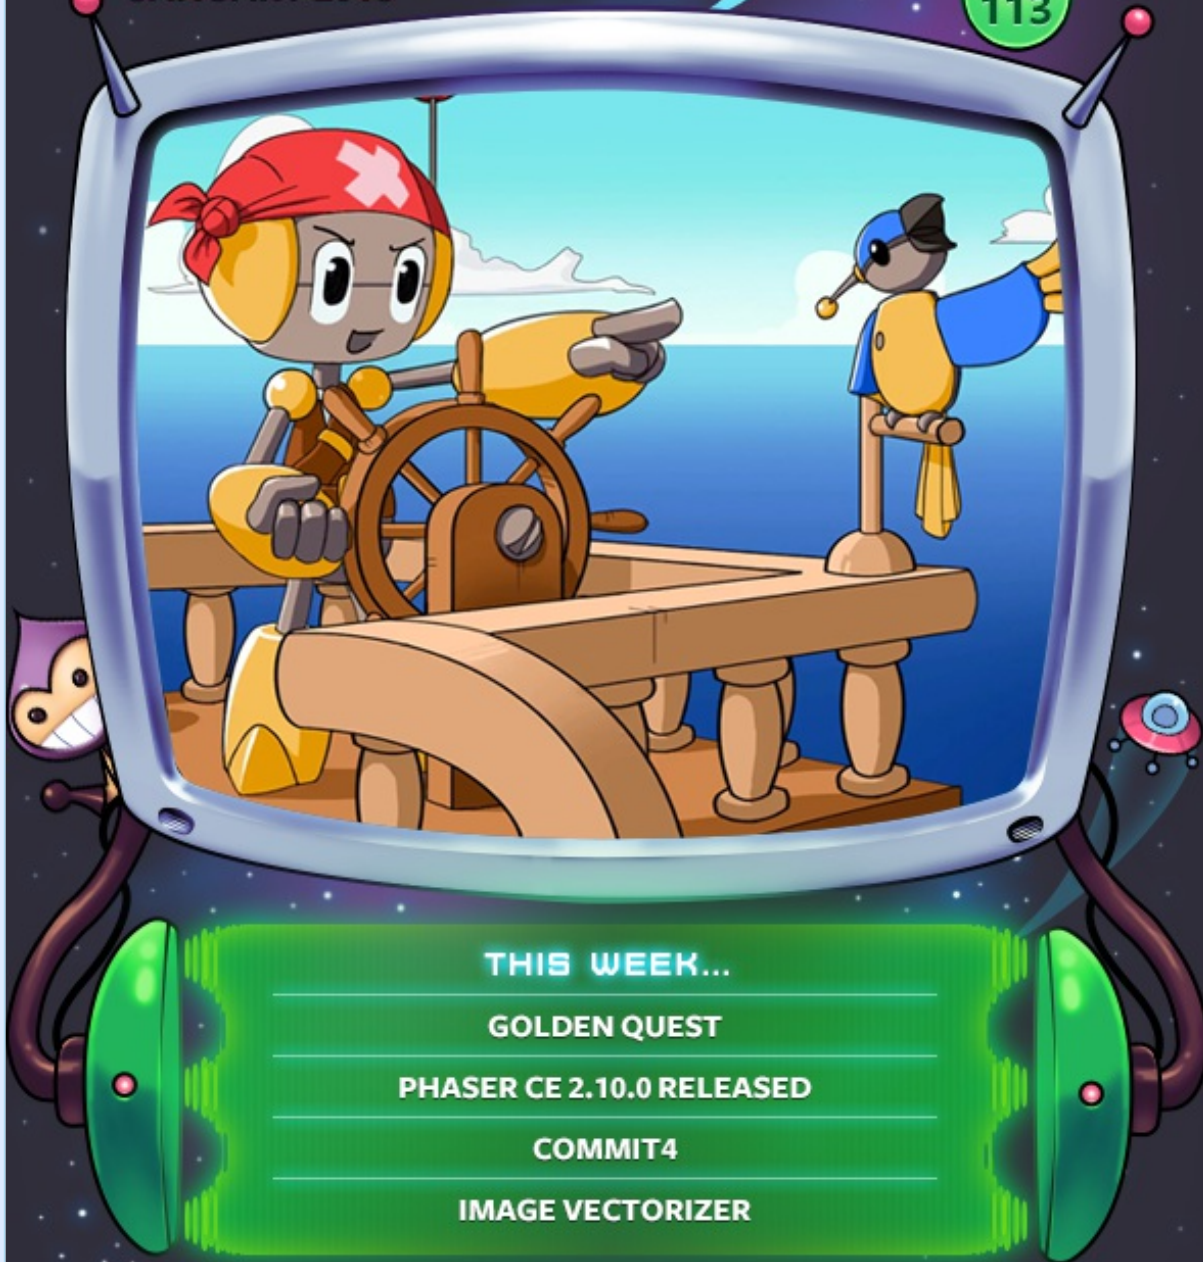 113
THIS WEEK...
GOLDEN QUEST
PHASER CE 2.10.0 RELEASED
COMMIT4
IMAGE VECTORIZER